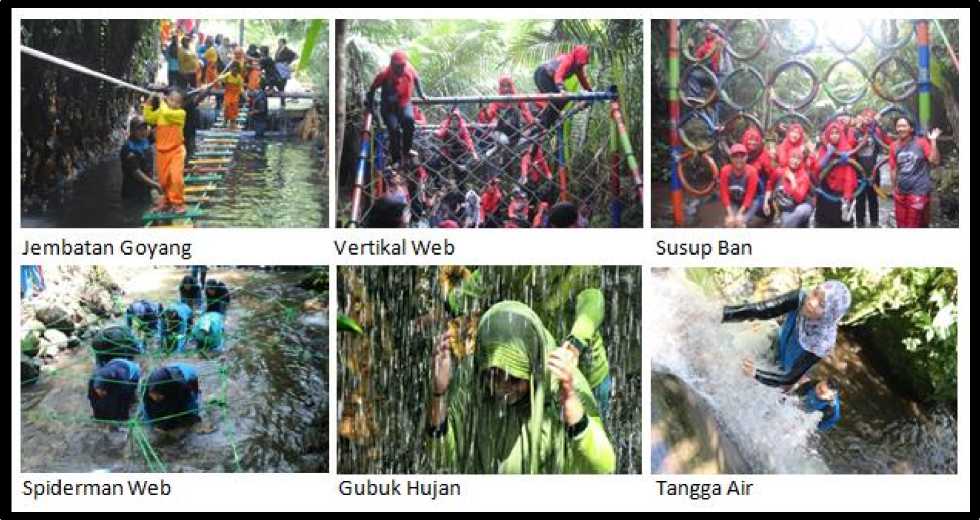 Jembatan Goyang
Vertikal Web
Susup Ban
Spiderman Web
Gubuk Hujan
Tangga Air